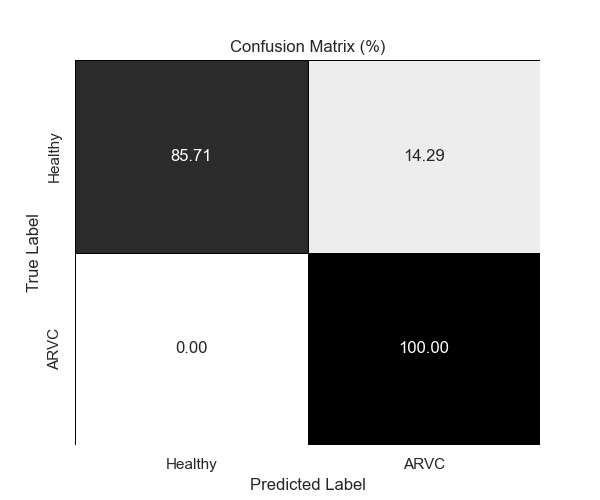 Confusion Matrix (%)
True Label
Healthy
85.71
14.29
ARVC
0.00
100.00
Healthy
ARVC
Predicted Label